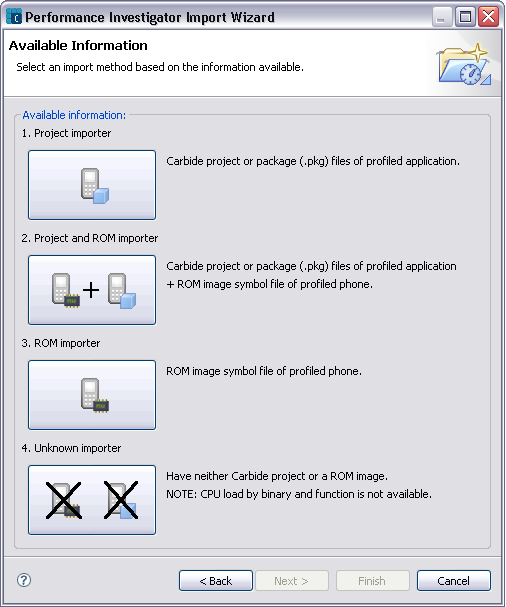 Performance Investigator Import Wizard
Available Information
Select an import method based on the information available.
Available information:
1. Project importer
Carbide project or package (.pkg) files of profiled application.
2. Project and ROM importer
Carbide project or package (.pkg) files of profiled application
+ ROM image symbol file of profiled phone.
+
3. ROM importer
ROM image symbol file of profiled phone.
4. Unknown importer
Have neither Carbide project or a ROM image.
NOTE: CPU load by binary and function is not available.
?
< Back
Next >
Finish
Cancel